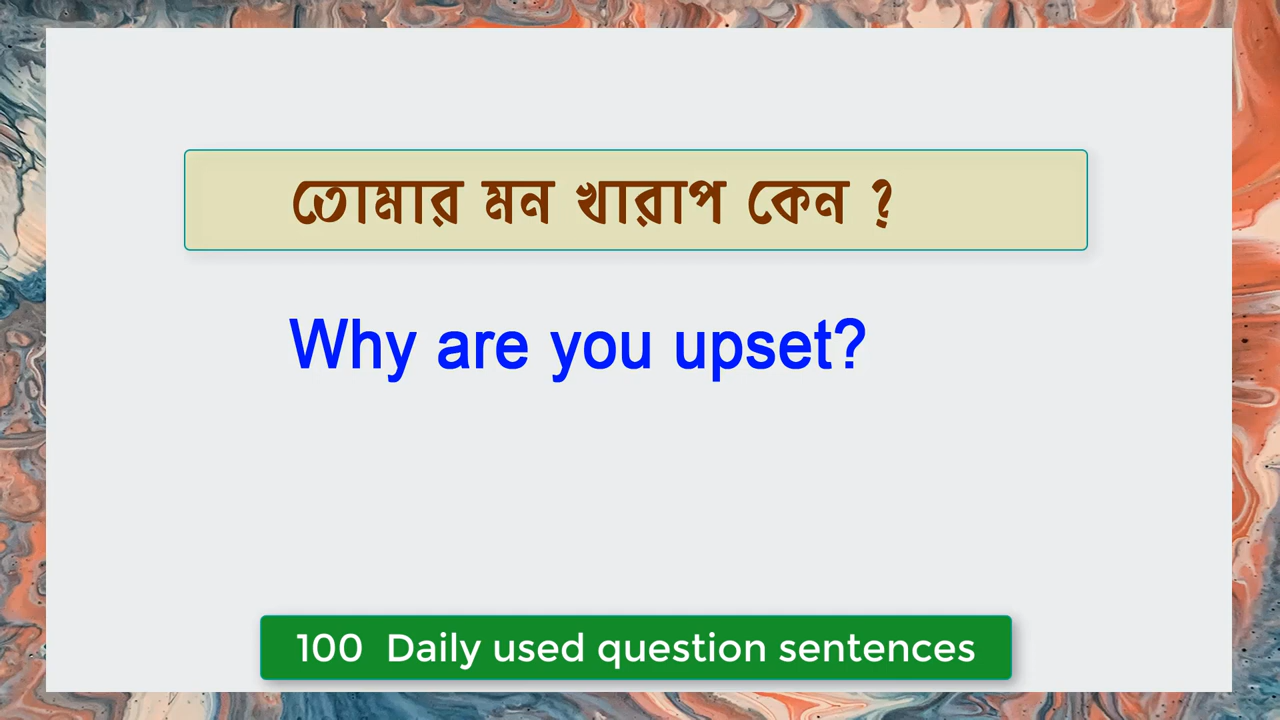 তোমার মন খারাপ কেন ?
Why are you upset?
100 Daily used question sentences